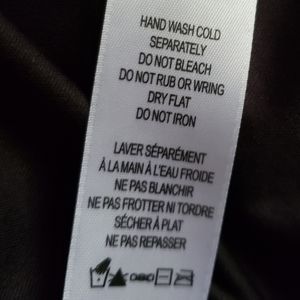 HAND WASH COLD
SEPARATELY
DO NOT BLEACH
DO NOT RUB OR WRING
DRY FLAT
DO NOT IRON
LAVER SÉPARÉMENT
À LA MAIN À L'EAU FROIDE
NE PAS BLANCHIR
NE PAS FROTTER NI TORDRE
SÉCHER À PLAT
NE PAS REPASSER